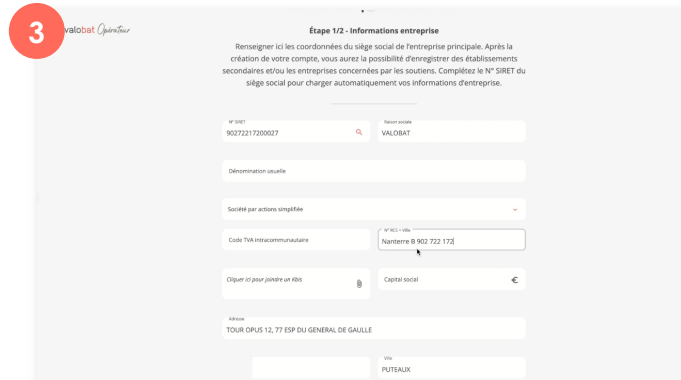 3
valobat Opérateur
Étape 1/2 - Informations entreprise
Renseigner ici les coordonnées du siège social de l'entreprise principale. Après la
création de votre compte, vous aurez la possibilité d'enregistrer des établissements
secondaires et/ou les entreprises concernées par les soutiens. Complétez le N° SIRET du
siège social pour charger automatiquement vos informations d'entreprise.
N° SIRET
90272217200027
Raison sociale
VALOBAT
Dénomination usuelle
Société par actions simplifiée
Code TVA intracommunautaire
N° RCS + Ville
Nanterre B 902 722 172
Cliquer ici pour joindre un Kbis
Capital social €
Adresse
TOUR OPUS 12, 77 ESP DU GENERAL DE GAULLE
Ville
PUTEAUX